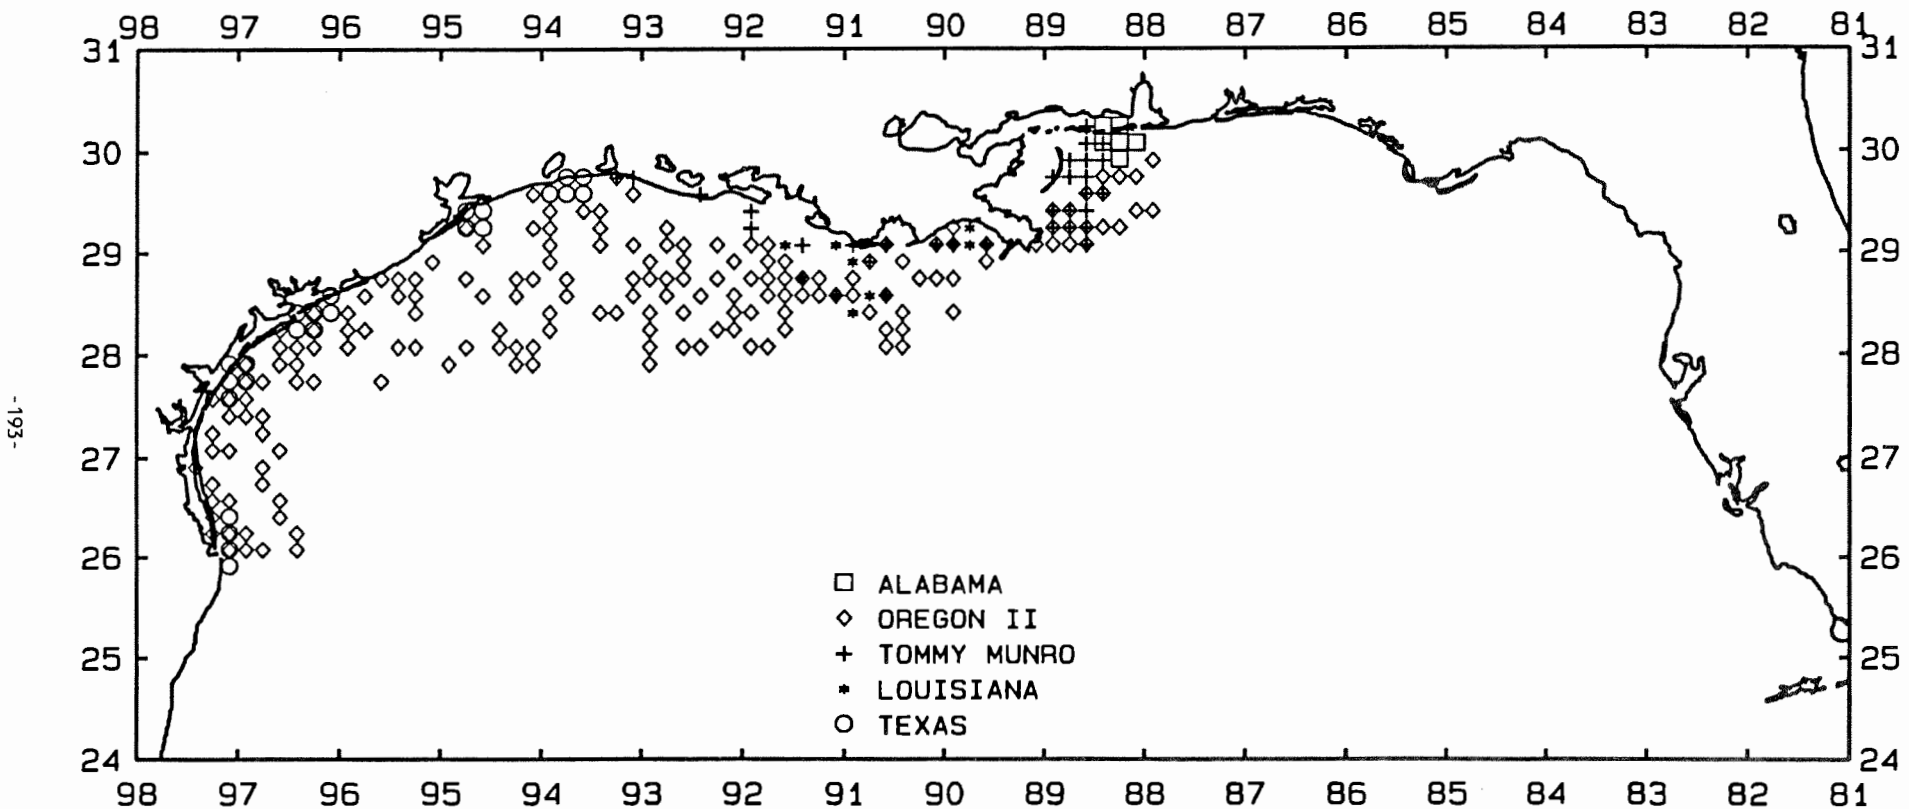 98 97 96 95 94 93 92 91 90 89 88 87 86 85 84 83 82 81
31 31
30 30
29 29
28 28
27 27
26 26
ALABAMA
OREGON II
TOMMY MUNRO
25 25
LOUISIANA
TEXAS
24 24
98 97 96 95 94 93 92 91 90 89 88 87 86 85 84 83 82 81
-193-